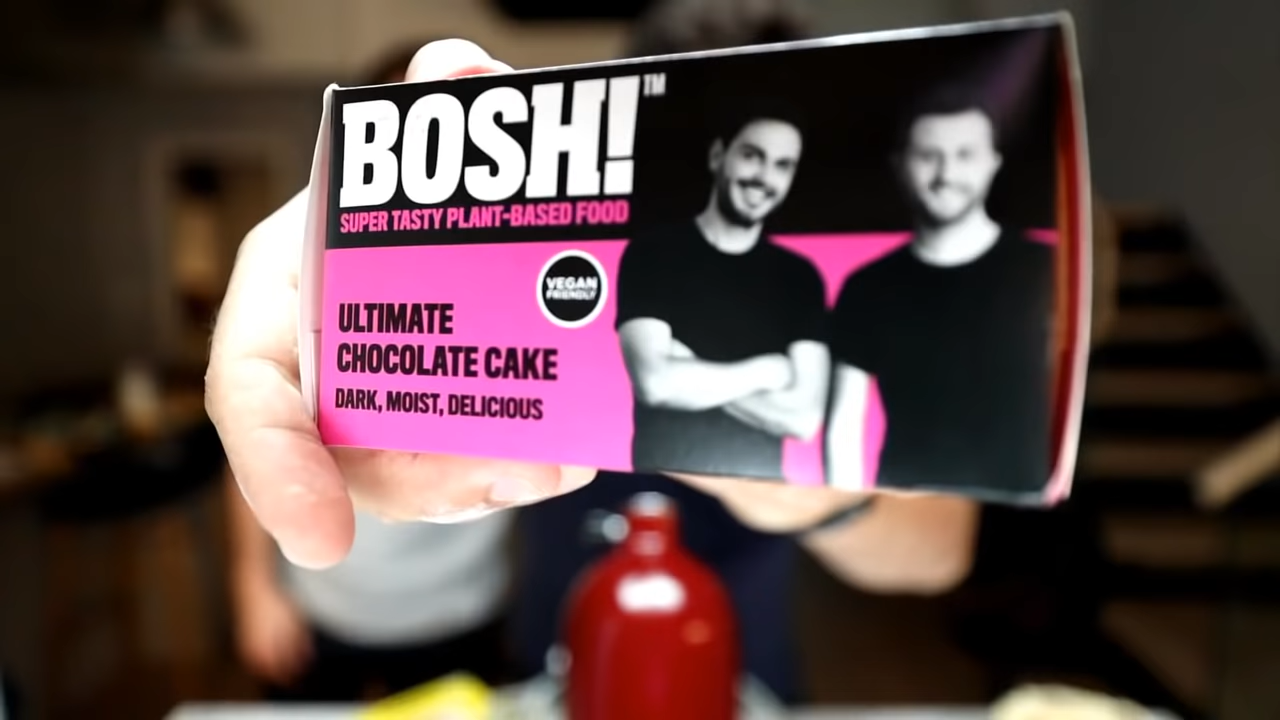 BOSH!™
SUPER TASTY PLANT-BASED FOOD
VEGAN
FRIENDLY
ULTIMATE
CHOCOLATE CAKE
DARK, MOIST, DELICIOUS